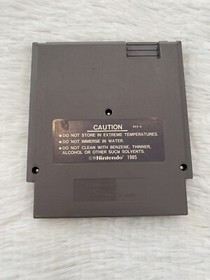 CAUTION
• DO NOT STORE IN EXTREME TEMPERATURES.
• DO NOT IMMERSE IN WATER.
• DO NOT CLEAN WITH BENZENE, THINNER,
ALCOHOL OR OTHER SUCH SOLVENTS.
©Nintendo 1985